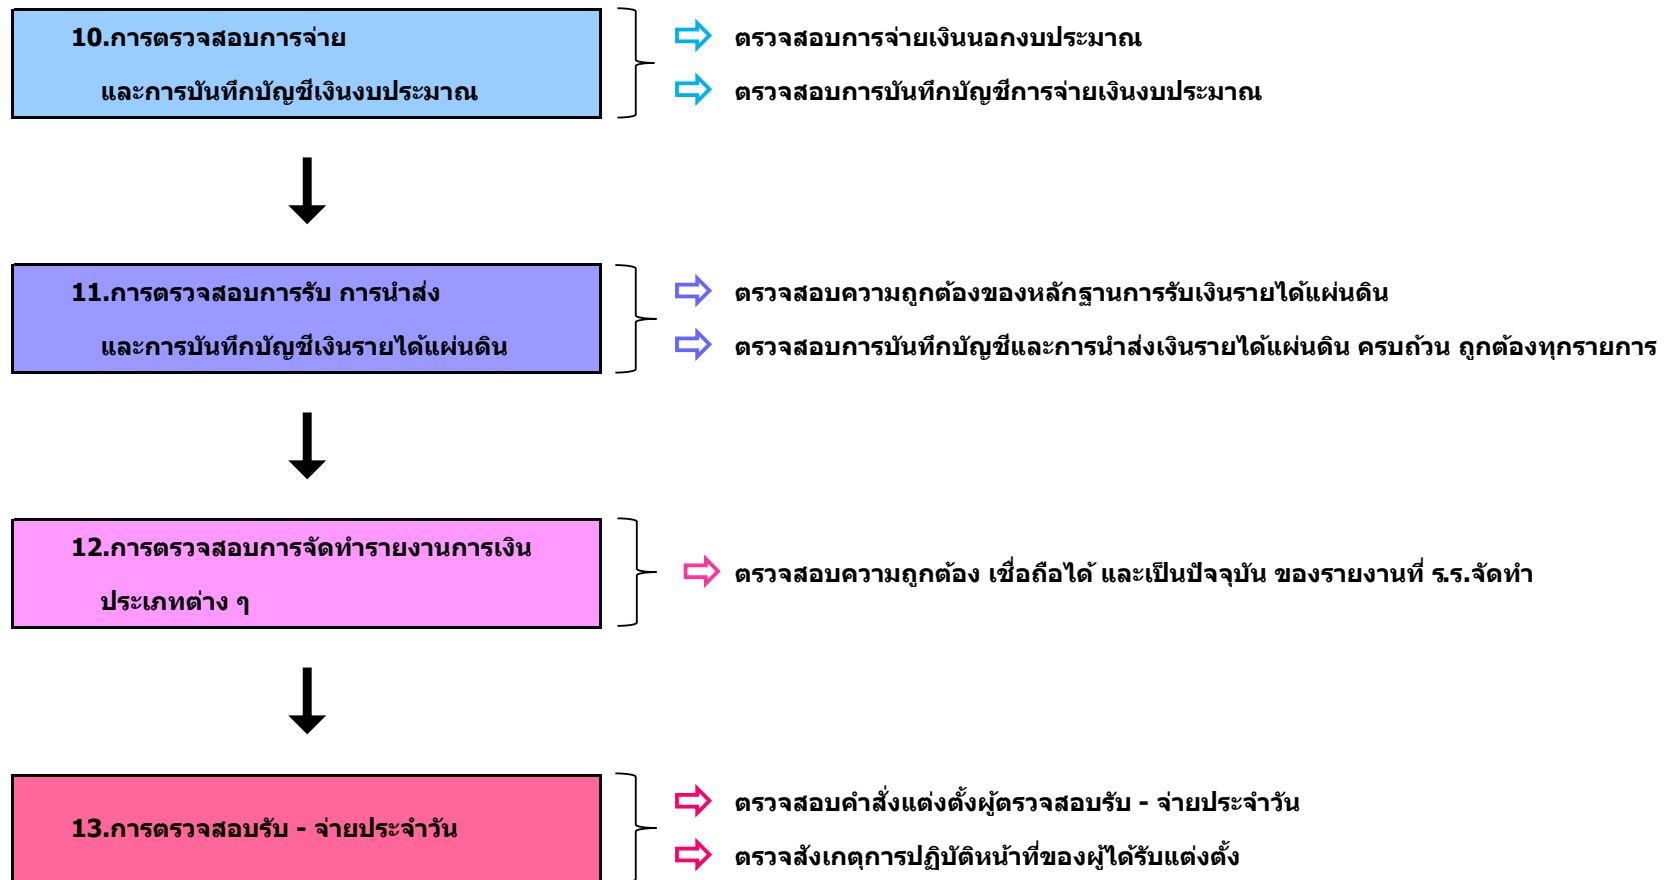 10.การตรวจสอบการจ่าย
และการบันทึกบัญชีเงินงบประมาณ
ตรวจสอบการจ่ายเงินนอกงบประมาณ
ตรวจสอบการบันทึกบัญชีการจ่ายเงินงบประมาณ
11.การตรวจสอบการรับ การนำส่ง
และการบันทึกบัญชีเงินรายได้แผ่นดิน
ตรวจสอบความถูกต้องของหลักฐานการรับเงินรายได้แผ่นดิน
ตรวจสอบการบันทึกบัญชีและการนำส่งเงินรายได้แผ่นดิน ครบถ้วน ถูกต้องทุกรายการ
12.การตรวจสอบการจัดทำรายงานการเงิน
ประเภทต่าง ๆ
ตรวจสอบความถูกต้อง เชื่อถือได้ และเป็นปัจจุบัน ของรายงานที่ ร.ร.จัดทำ
13.การตรวจสอบรับ - จ่ายประจำวัน
ตรวจสอบคำสั่งแต่งตั้งผู้ตรวจสอบรับ - จ่ายประจำวัน
ตรวจสังเกตุการปฏิบัติหน้าที่ของผู้ได้รับแต่งตั้ง